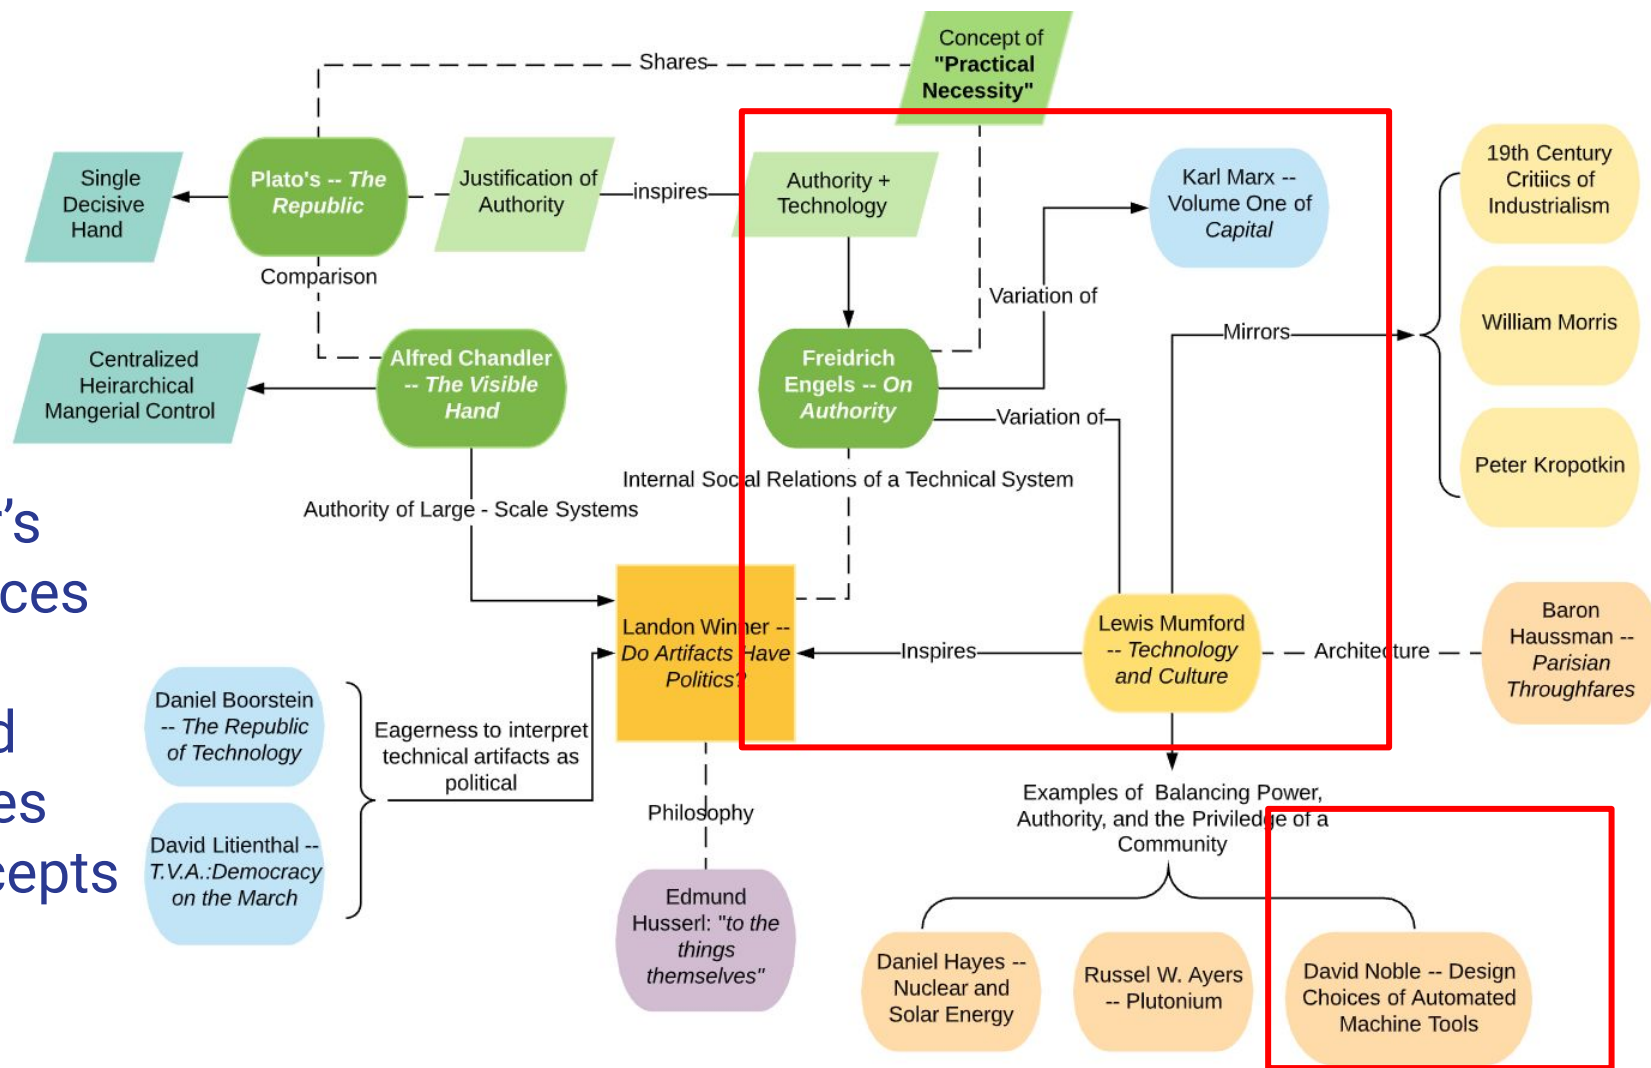 Concept of
"Practical
Necessity"
Shares
Single
Decisive
Hand
Plato's -- The
Republic
Justification of
Authority
inspires
Authority +
Technology
Karl Marx --
Volume One of
Capital
19th Century
Critiics of
Industrialism
Comparison
Variation of
Centralized
Heirarchical
Mangerial Control
Alfred Chandler
-- The Visible
Hand
Freidrich
Engels -- On
Authority
Variation of
Mirrors
William Morris
Peter Kropotkin
Internal Social Relations of a Technical System
Authority of Large - Scale Systems
r's
ces
d
es
cepts
Landon Winner --
Do Artifacts Have
Politics?
Inspires
Lewis Mumford
-- Technology
and Culture
Architecture
Baron
Haussman --
Parisian
Throughfares
Daniel Boorstein
-- The Republic
of Technology
Eagerness to interpret
technical artifacts as
political
David Litienthal --
T.V.A.:Democracy
on the March
Philosophy
Edmund
Husserl: "to the
things
themselves"
Examples of Balancing Power,
Authority, and the Priviledge of a
Community
Daniel Hayes --
Nuclear and
Solar Energy
Russel W. Ayers
-- Plutonium
David Noble -- Design
Choices of Automated
Machine Tools